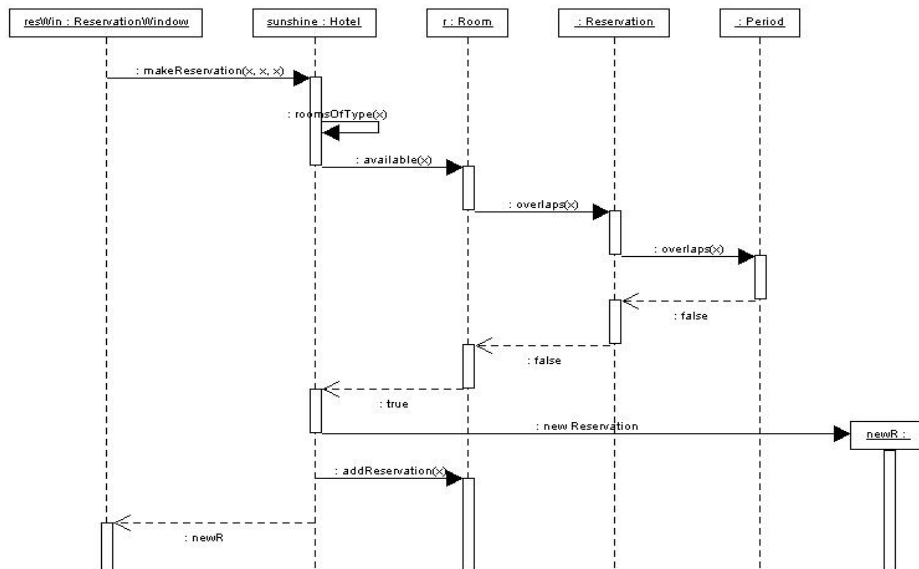 resWin : ReservationWindow
sunshine : Hotel
r : Room
: Reservation
: Period
: makeReservation(x, x, x)
: roomsOfType(x)
: available(x)
: overlaps(x)
: overlaps(x)
: false
: false
: true
: new Reservation
newR :
: addReservation(x)
: newR